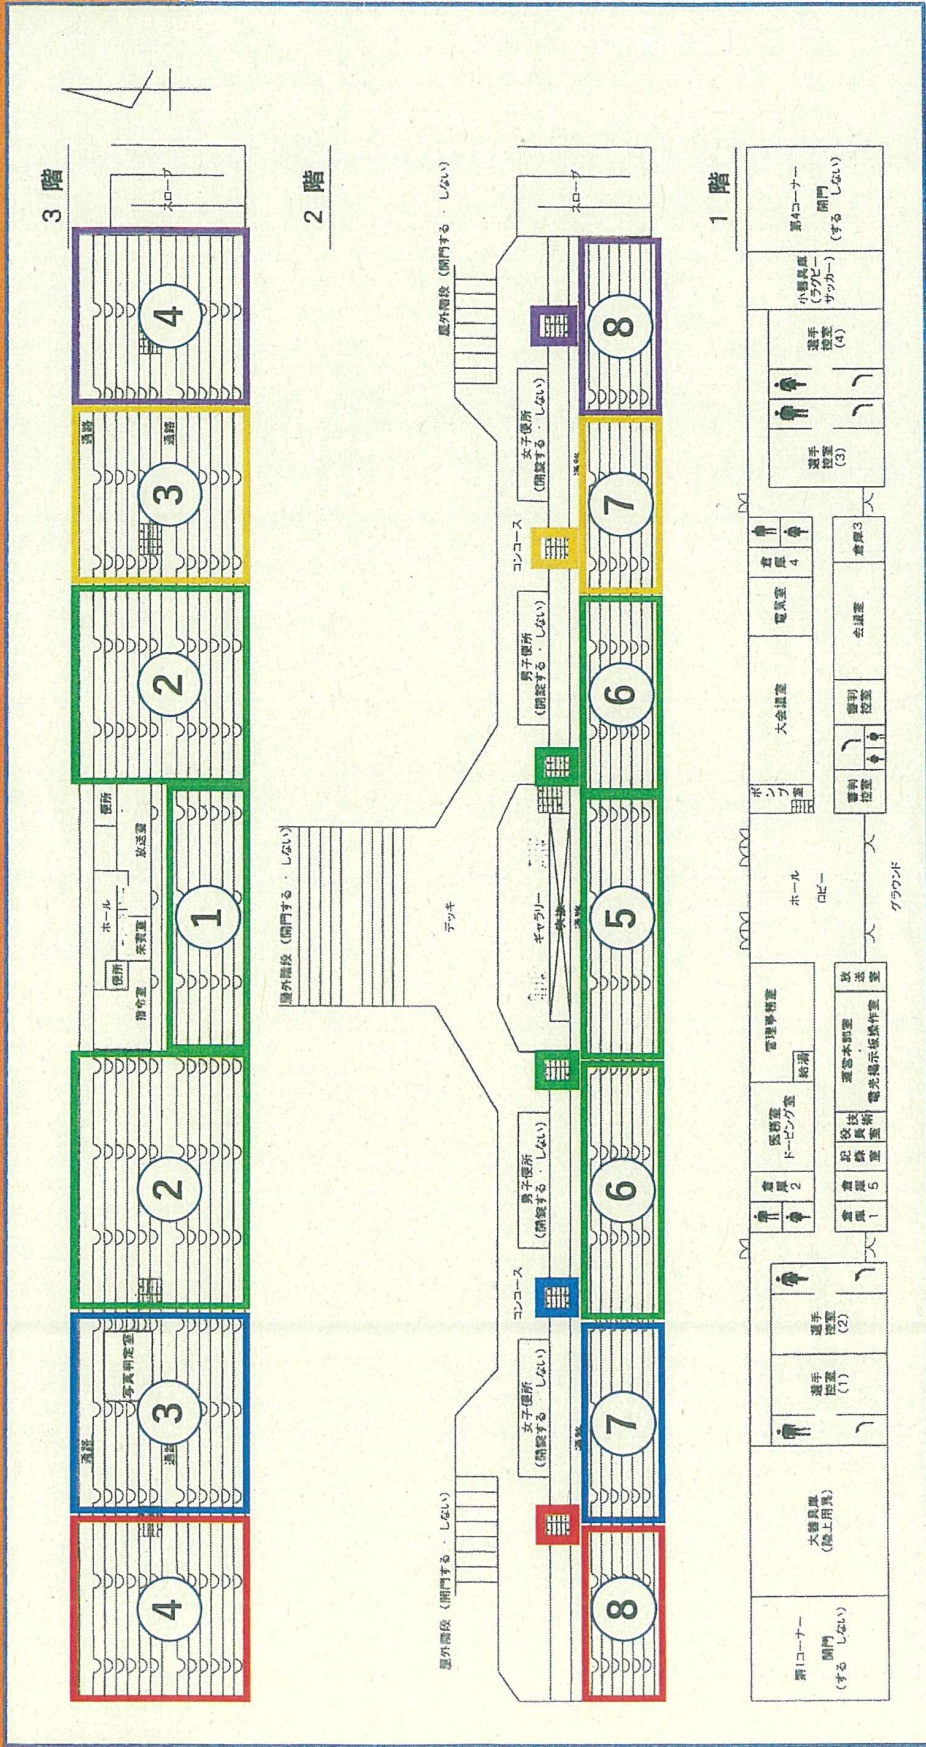 3 階
スロープ
4
通路
通路
3
2
便所
ホール
放送室
便所
来賓室
指令室
1
2
写真判定室
通路
3
4
2 階
屋外階段 (開門する ・ しない)
スロープ
8
女子便所
(開錠する ・ しない)
コンコース
7
男子便所
(開錠する ・ しない)
6
屋外階段 (開門する ・ しない)
デッキ
ギャラリー
5
男子便所
(開錠する ・ しない)
6
コンコース
女子便所
(開錠する ・ しない)
通路
7
屋外階段 (開門する ・ しない)
8
1 階
第4コーナー
開門
(する しない)
小器具庫
(ラグビー
サッカー)
選手
控室
(4)
選手
控室
(3)
倉庫
4
倉庫3
電気室
会議室
大会議室
審判
控室
ポンプ室
審判
控室
ホール
ロビー
グラウンド
管理事務室
給湯
放送室
運営本部室
・
電光掲示板操作室
医務室
ドーピング室
役員
技術
室
記録室
倉庫
2
倉庫
5
倉庫
1
選手
控室
(2)
選手
控室
(1)
大器具庫
(陸上用具)
第1コーナー
開門
(する しない)